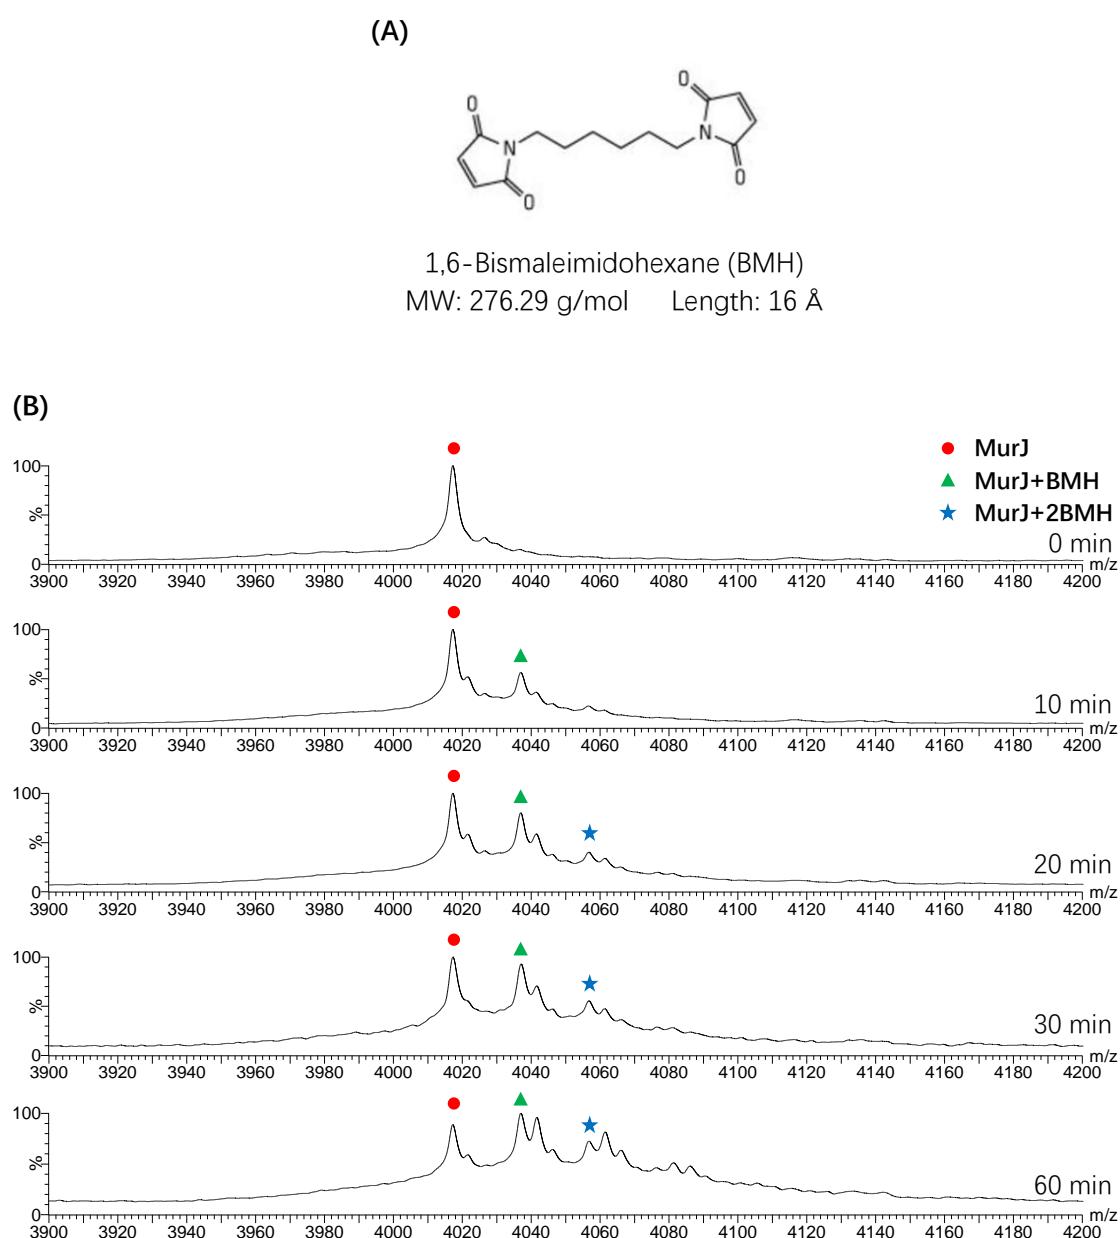 (A)
O
O
N
N
O
O
1,6-Bismaleimidohexane (BMH)
MW: 276.29 g/mol Length: 16 Å
(B)
MurJ
MurJ+BMH
MurJ+2BMH
100
%
0
0 min
3900 3920 3940 3960 3980 4000 4020 4040 4060 4080 4100 4120 4140 4160 4180 4200 m/z
100
%
0
10 min
3900 3920 3940 3960 3980 4000 4020 4040 4060 4080 4100 4120 4140 4160 4180 4200 m/z
100
%
0
20 min
3900 3920 3940 3960 3980 4000 4020 4040 4060 4080 4100 4120 4140 4160 4180 4200 m/z
100
%
0
30 min
3900 3920 3940 3960 3980 4000 4020 4040 4060 4080 4100 4120 4140 4160 4180 4200 m/z
100
%
0
60 min
3900 3920 3940 3960 3980 4000 4020 4040 4060 4080 4100 4120 4140 4160 4180 4200 m/z